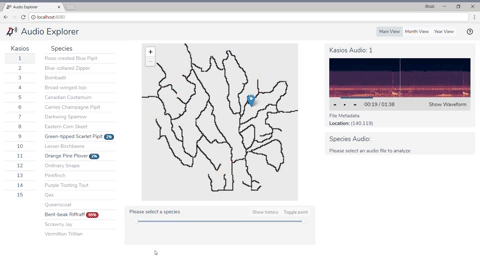 Audio Explorer
localhost:8080
Audio Explorer
Main View Month View Year View
Kasios Species
1 Rose-crested Blue Pipit
2 Blue-collared Zipper
3 Bombadil
4 Broad-winged Jojo
5 Canadian Cootamum
6 Carries Champagne Pipit
7 Darkwing Sparrow
8 Eastern Corn Skeet
9 Green-tipped Scarlet Pipit
10 Lesser Birchbeere
11 Orange Pine Plover
12 Ordinary Snape
13 Pinkfinch
14 Purple Tooting Tout
15 Qax
Queenscoat
Bent-beak Riffraff
Scrawny Jay
Vermillion Trillian
+
-
Please select a species Show history Toggle point
Kasios Audio: 1
00:19 / 01:38 Show Waveform
File Metadata
Location: (140,119)
Species Audio:
Please select an audio file to analyze